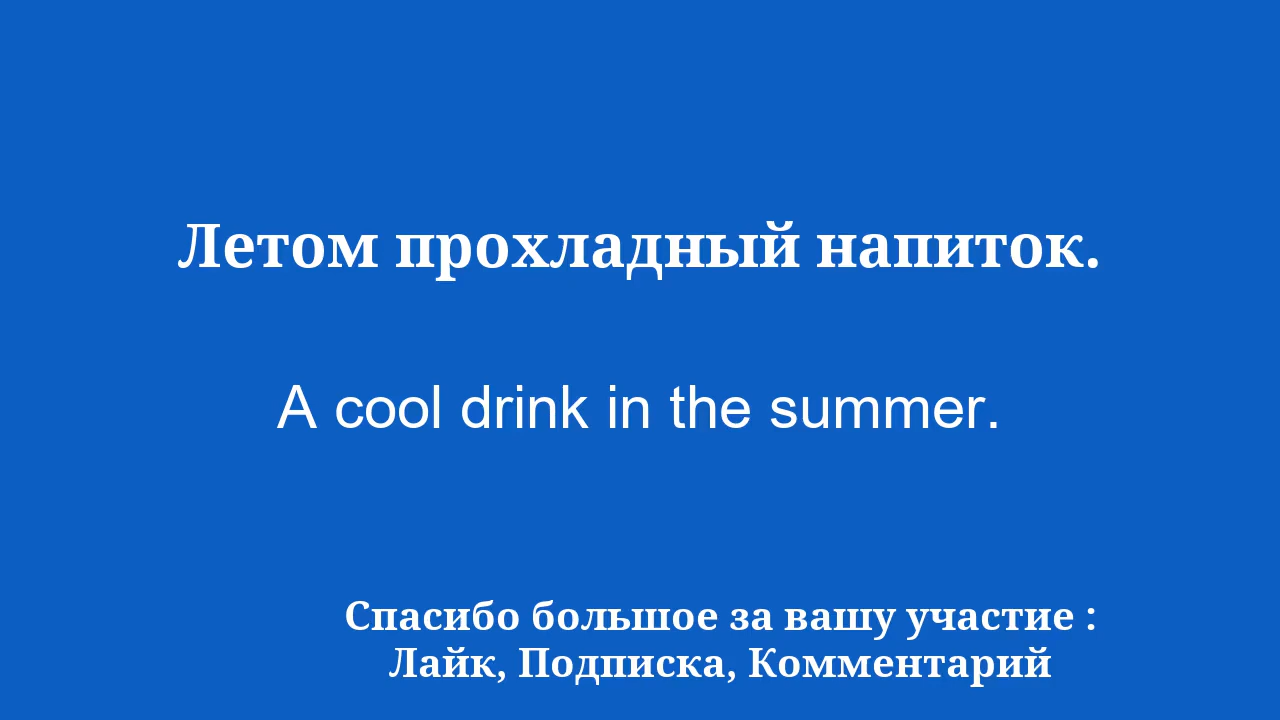 Летом прохладный напиток.
A cool drink in the summer.
Спасибо большое за вашу участие :
Лайк, Подписка, Комментарий